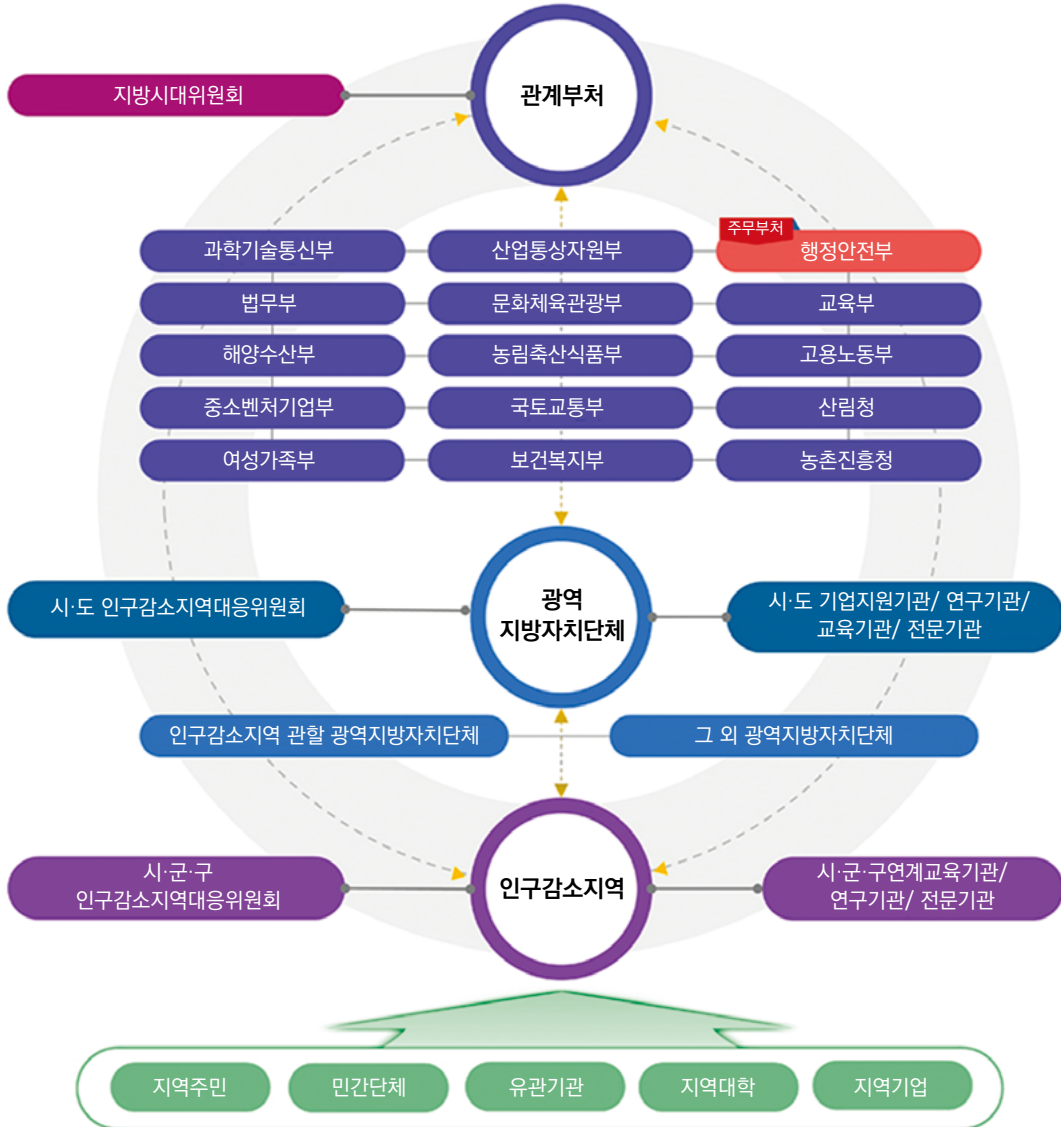 관계부처
지방시대위원회
주무부처
과학기술통신부
산업통상자원부
행정안전부
법무부
문화체육관광부
교육부
해양수산부
농림축산식품부
고용노동부
중소벤처기업부
국토교통부
산림청
여성가족부
보건복지부
농촌진흥청
시·도 인구감소지역대응위원회
광역
지방자치단체
시·도 기업지원기관/ 연구기관/
교육기관/ 전문기관
인구감소지역 관할 광역지방자치단체
그 외 광역지방자치단체
시·군·구
인구감소지역대응위원회
인구감소지역
시·군·구연계교육기관/
연구기관/ 전문기관
지역주민
민간단체
유관기관
지역대학
지역기업